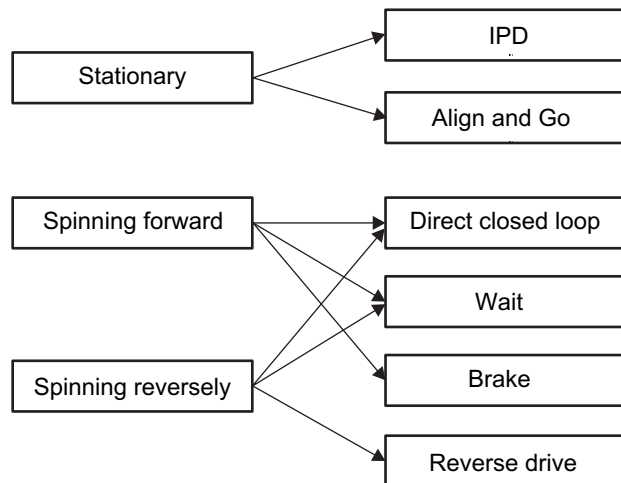 IPD
Stationary
Align and Go
Spinning forward
Direct closed loop
Wait
Spinning reversely
Brake
Reverse drive